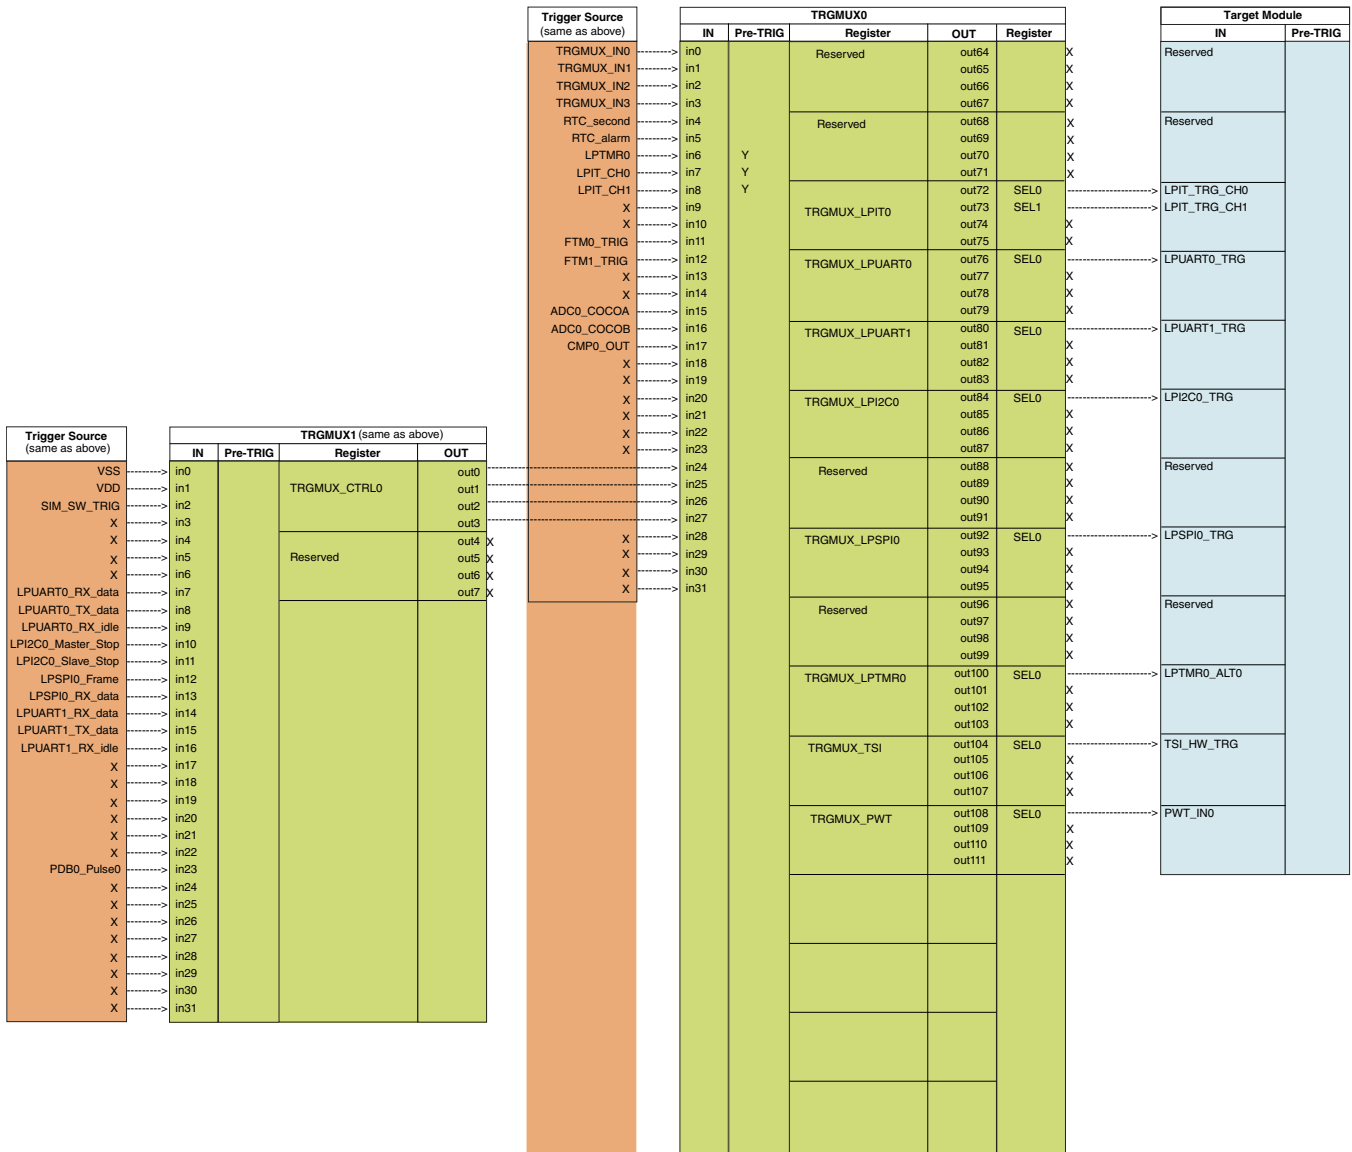 Trigger Source
(same as above)
TRGMUX_IN0
TRGMUX_IN1
TRGMUX_IN2
TRGMUX_IN3
RTC_second
RTC_alarm
LPTMR0
LPIT_CH0
LPIT_CH1
X
X
FTM0_TRIG
FTM1_TRIG
X
X
ADC0_COCOA
ADC0_COCOB
CMP0_OUT
X
X
X
X
X
X
X
X
X
X
TRGMUX0
IN Pre-TRIG Register OUT Register
in0 Reserved out64 X
in1 out65 X
in2 out66 X
in3 out67 X
in4 Reserved out68 X
in5 out69 X
in6 Y out70 X
in7 Y out71 X
in8 Y out72 SEL0
in9 TRGMUX_LPIT0 out73 SEL1
in10 out74 X
in11 out75 X
in12 TRGMUX_LPUART0 out76 SEL0
in13 out77 X
in14 out78 X
in15 out79 X
in16 TRGMUX_LPUART1 out80 SEL0
in17 out81 X
in18 out82 X
in19 out83 X
in20 TRGMUX_LPI2C0 out84 SEL0
in21 out85 X
in22 out86 X
in23 out87 X
in24 Reserved out88 X
in25 out89 X
in26 out90 X
in27 out91 X
in28 TRGMUX_LPSPI0 out92 SEL0
in29 out93 X
in30 out94 X
in31 out95 X
Reserved out96 X
out97 X
out98 X
out99 X
TRGMUX_LPTMR0 out100 SEL0
out101 X
out102 X
out103 X
TRGMUX_TSI out104 SEL0
out105 X
out106 X
out107 X
TRGMUX_PWT out108 SEL0
out109 X
out110 X
out111 X
Target Module
IN Pre-TRIG
Reserved
Reserved
LPIT_TRG_CH0
LPIT_TRG_CH1
LPUART0_TRG
LPUART1_TRG
LPI2C0_TRG
Reserved
LPSPI0_TRG
Reserved
LPTMR0_ALT0
TSI_HW_TRG
PWT_IN0
Trigger Source
(same as above)
VSS
VDD
SIM_SW_TRIG
X
X
X
X
LPUART0_RX_data
LPUART0_TX_data
LPUART0_RX_idle
LPI2C0_Master_Stop
LPI2C0_Slave_Stop
LPSPI0_Frame
LPSPI0_RX_data
LPUART1_RX_data
LPUART1_TX_data
LPUART1_RX_idle
X
X
X
X
X
X
PDB0_Pulse0
X
X
X
X
X
X
X
X
TRGMUX1 (same as above)
IN Pre-TRIG Register OUT
in0 out0
in1 TRGMUX_CTRL0 out1
in2 out2
in3 out3
in4 out4 X
in5 Reserved out5 X
in6 out6 X
in7 out7 X
in8
in9
in10
in11
in12
in13
in14
in15
in16
in17
in18
in19
in20
in21
in22
in23
in24
in25
in26
in27
in28
in29
in30
in31